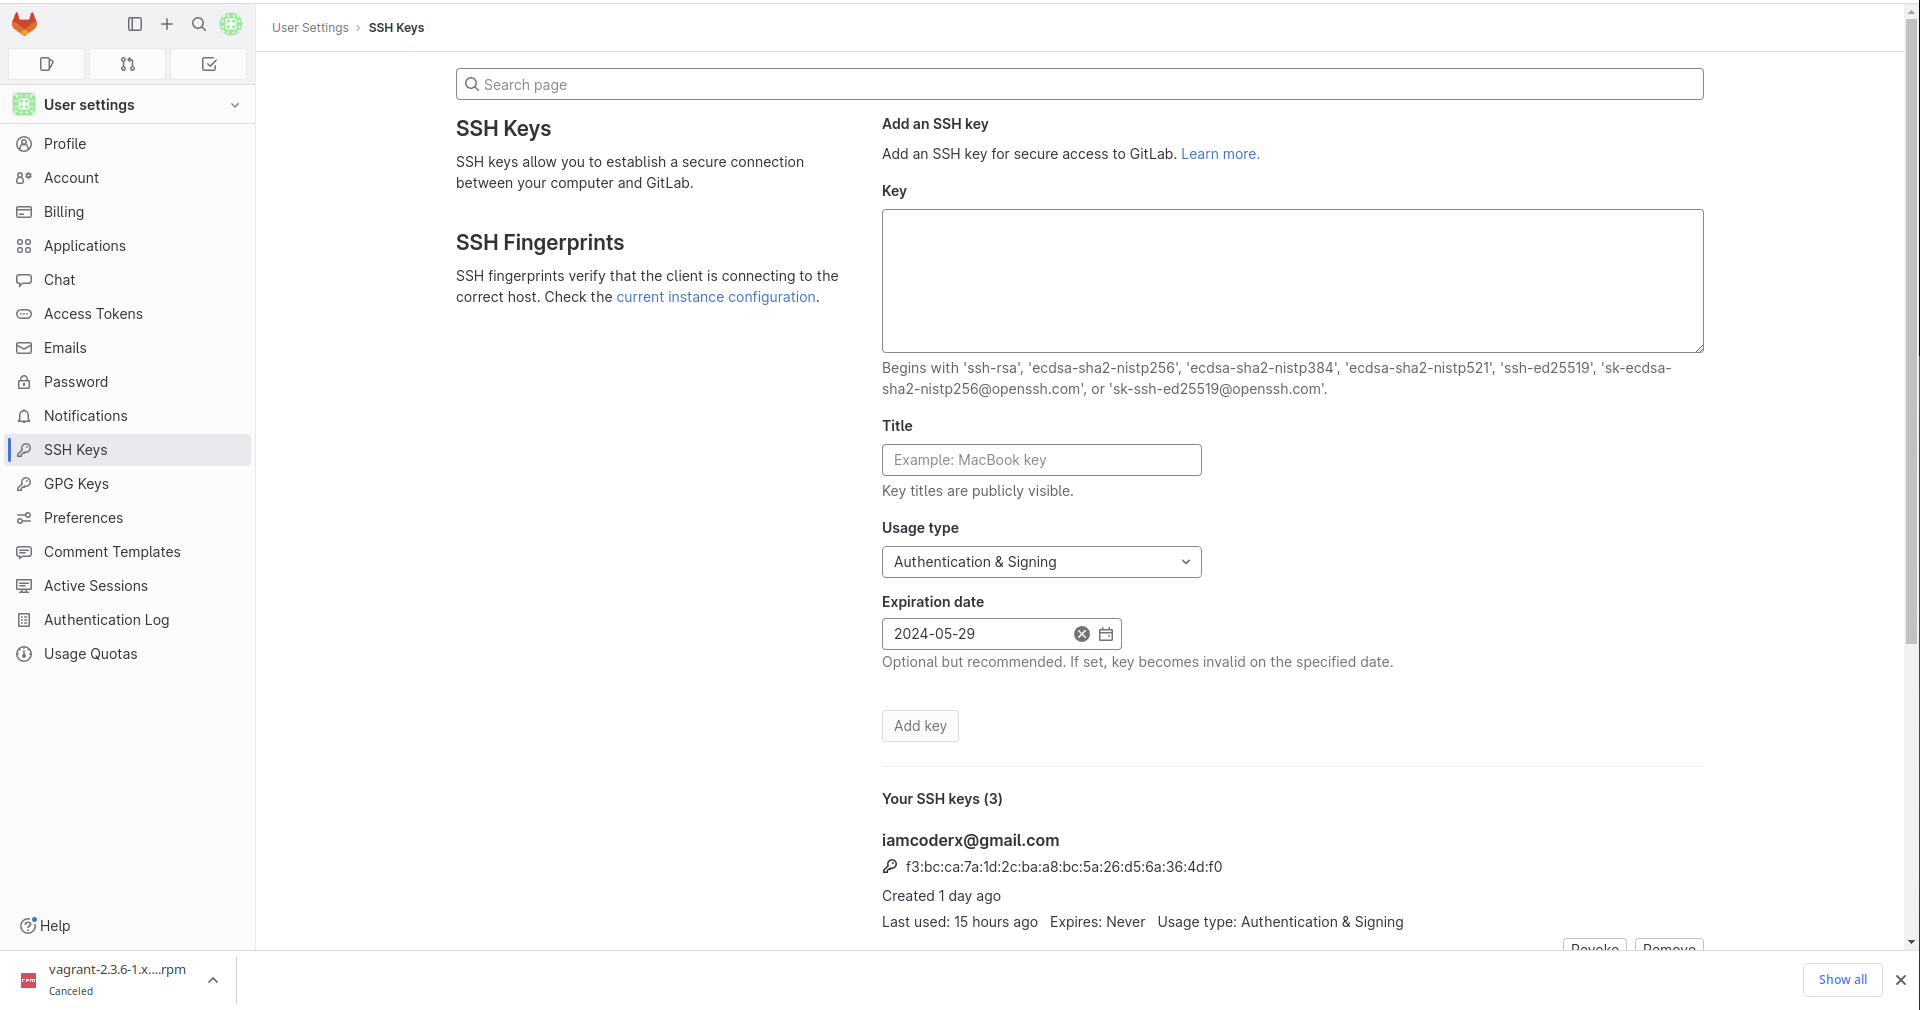 User Settings › SSH Keys
User settings
Profile
Account
Billing
Applications
Chat
Access Tokens
Emails
Password
Notifications
SSH Keys
GPG Keys
Preferences
Comment Templates
Active Sessions
Authentication Log
Usage Quotas
Help
Search page
SSH Keys
SSH keys allow you to establish a secure connection
between your computer and GitLab.
SSH Fingerprints
SSH fingerprints verify that the client is connecting to the
correct host. Check the current instance configuration.
Add an SSH key
Add an SSH key for secure access to GitLab. Learn more.
Key
Begins with 'ssh-rsa', 'ecdsa-sha2-nistp256', 'ecdsa-sha2-nistp384', 'ecdsa-sha2-nistp521', 'ssh-ed25519', 'sk-ecdsa-
sha2-nistp256@openssh.com', or 'sk-ssh-ed25519@openssh.com'.
Title
Example: MacBook key
Key titles are publicly visible.
Usage type
Authentication & Signing
Expiration date
2024-05-29
Optional but recommended. If set, key becomes invalid on the specified date.
Add key
Your SSH keys (3)
iamcoderx@gmail.com
f3:bc:ca:7a:1d:2c:ba:a8:bc:5a:26:d5:6a:36:4d:f0
Created 1 day ago
Last used: 15 hours ago Expires: Never Usage type: Authentication & Signing
Revoke Remove
rpm
vagrant-2.3.6-1.x....rpm
Canceled
Show all